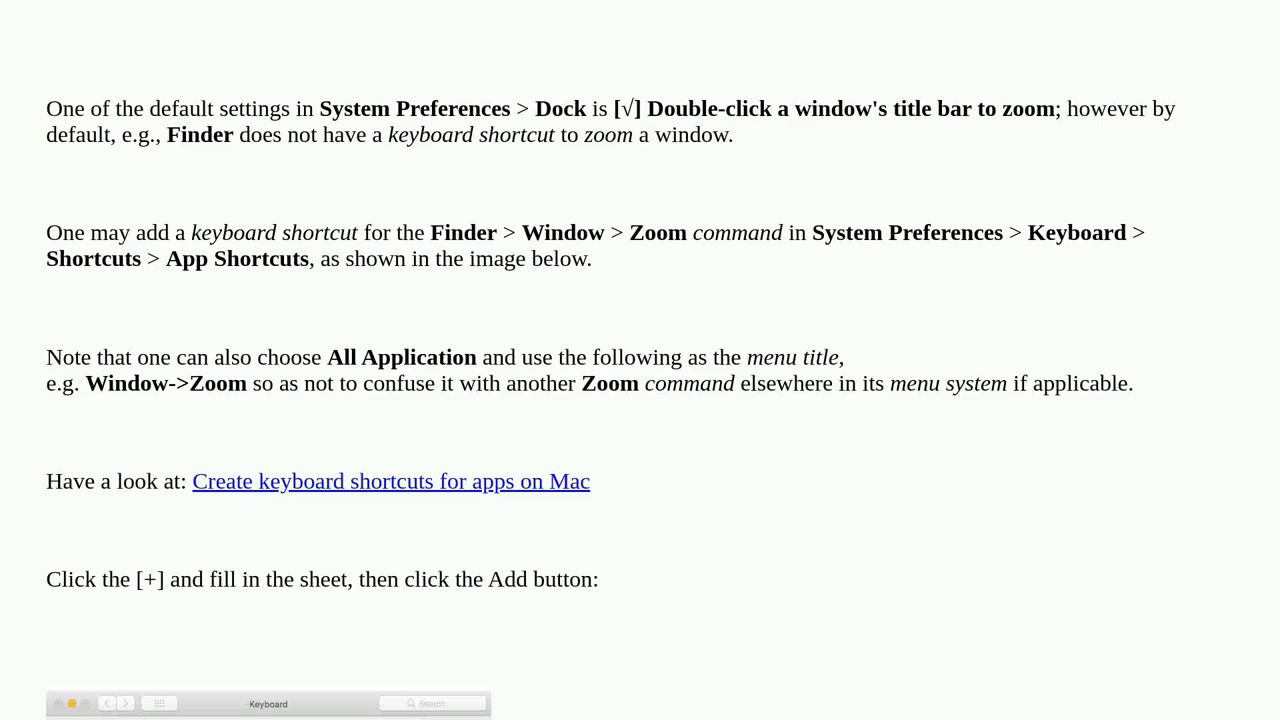 One of the default settings in System Preferences > Dock is [√] Double-click a window's title bar to zoom; however by
default, e.g., Finder does not have a keyboard shortcut to zoom a window.
One may add a keyboard shortcut for the Finder > Window > Zoom command in System Preferences > Keyboard >
Shortcuts > App Shortcuts, as shown in the image below.
Note that one can also choose All Application and use the following as the menu title,
e.g. Window->Zoom so as not to confuse it with another Zoom command elsewhere in its menu system if applicable.
Have a look at: Create keyboard shortcuts for apps on Mac
Click the [+] and fill in the sheet, then click the Add button:
Keyboard
Search